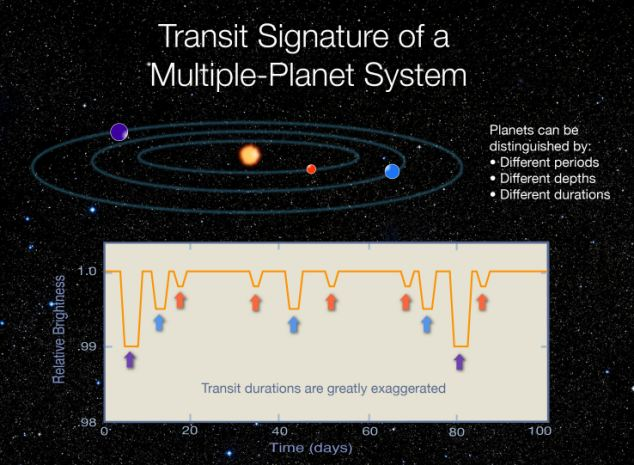 Transit Signature of a
Multiple-Planet System
Planets can be
distinguished by:
• Different periods
• Different depths
• Different durations
Relative Brighiness
1.0
.99
.98
Transit durations are greatly exaggerated
0 20 40 60 80 100
Time (days)